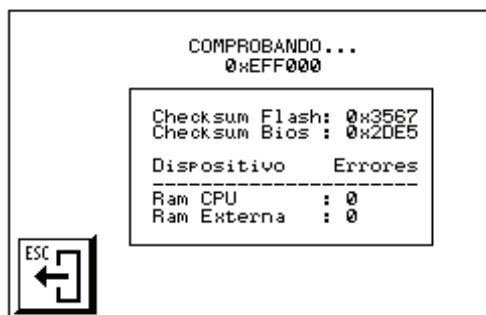 COMPROBANDO...
0xEFF000
Checksum Flash: 0x3567
Checksum Bios : 0x2DE5
Dispositivo Errores
--------------------
Ram CPU : 0
Ram Externa : 0
ESC